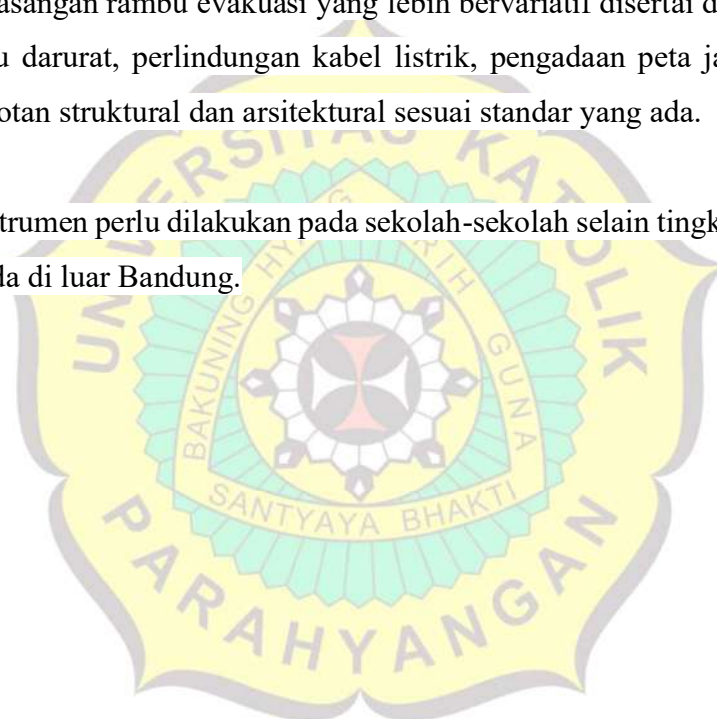 asangan rambu evakuasi yang lebih bervariatif disertai d
u darurat, perlindungan kabel listrik, pengadaan peta ja
otan struktural dan arsitektural sesuai standar yang ada.
trumen perlu dilakukan pada sekolah-sekolah selain tingk
da di luar Bandung.
UNIVERSITAS KATOLIK
BAKUNING HYANG MRIH GUNA
SANTYAYA BHAKTI
PARAHYANGAN